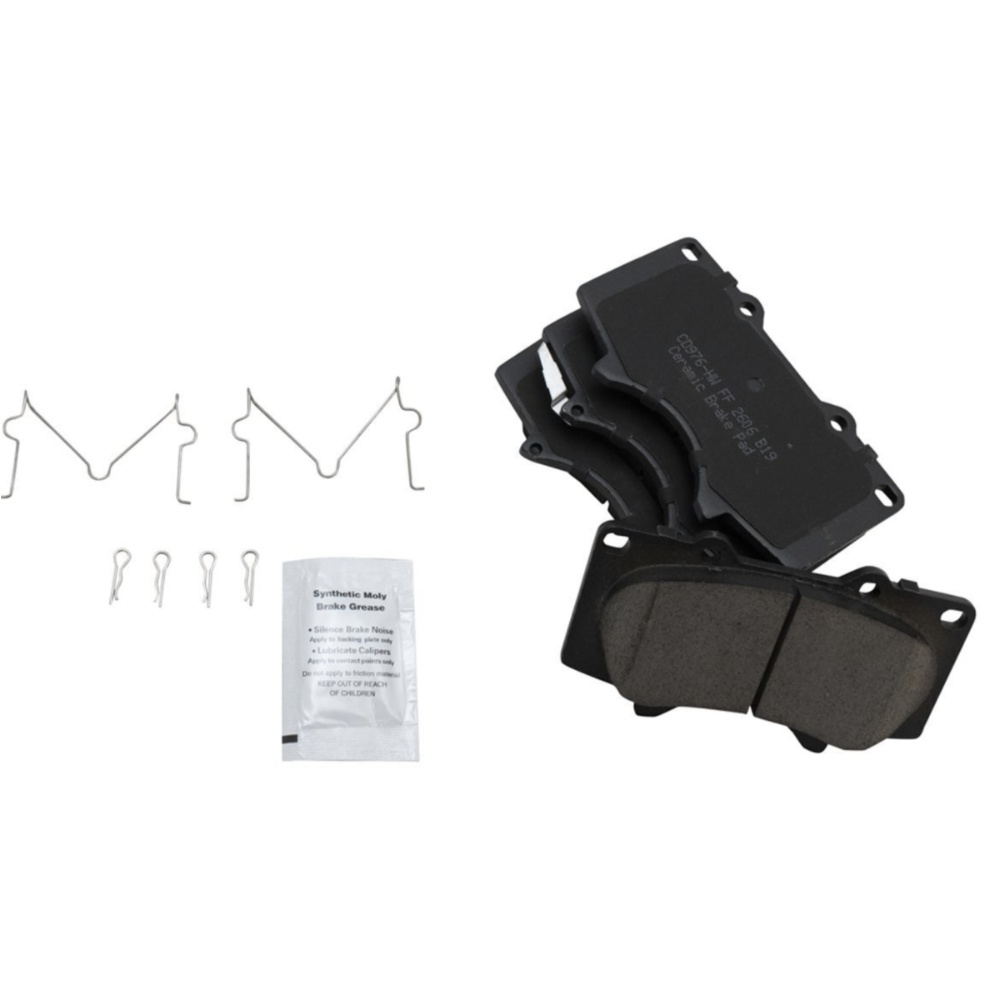 CD976-HW FF 2606 B19
Ceramic Brake Pad
Synthetic Moly
Brake Grease
• Silence Brake Noise
Apply to backing plate only
• Lubricate Calipers
Apply to contact points only
Do not apply to friction material
KEEP OUT OF REACH
OF CHILDREN